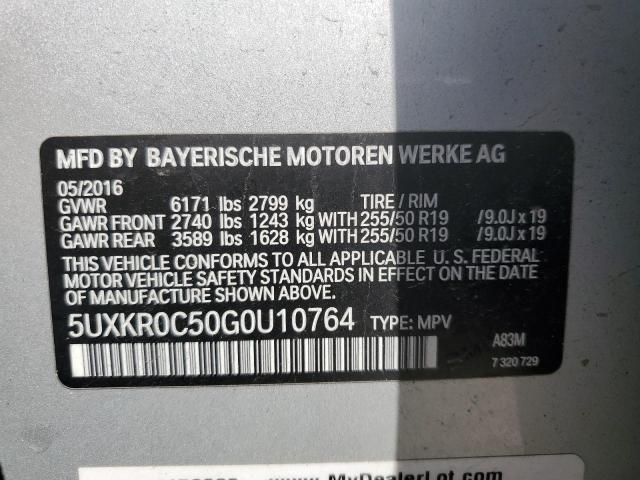 MFD BY BAYERISCHE MOTOREN WERKE AG
05/2016
GVWR 6171 lbs 2799 kg TIRE / RIM
GAWR FRONT 2740 lbs 1243 kg WITH 255/50 R19 /9.0J x 19
GAWR REAR 3589 lbs 1628 kg WITH 255/50 R19 /9.0J x 19
THIS VEHICLE CONFORMS TO ALL APPLICABLE U. S. FEDERAL
MOTOR VEHICLE SAFETY STANDARDS IN EFFECT ON THE DATE
OF MANUFACTURE SHOWN ABOVE.
5UXKR0C50G0U10764 TYPE: MPV
A83M
7 320 729
www.MyDealerLot.com